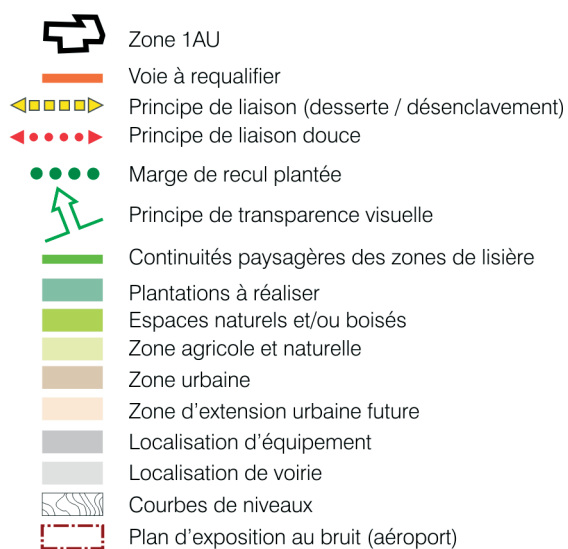 Zone 1AU
Voie à requalifier
Principe de liaison (desserte / désenclavement)
Principe de liaison douce
Marge de recul plantée
Principe de transparence visuelle
Continuités paysagères des zones de lisière
Plantations à réaliser
Espaces naturels et/ou boisés
Zone agricole et naturelle
Zone urbaine
Zone d'extension urbaine future
Localisation d'équipement
Localisation de voirie
Courbes de niveaux
Plan d'exposition au bruit (aéroport)